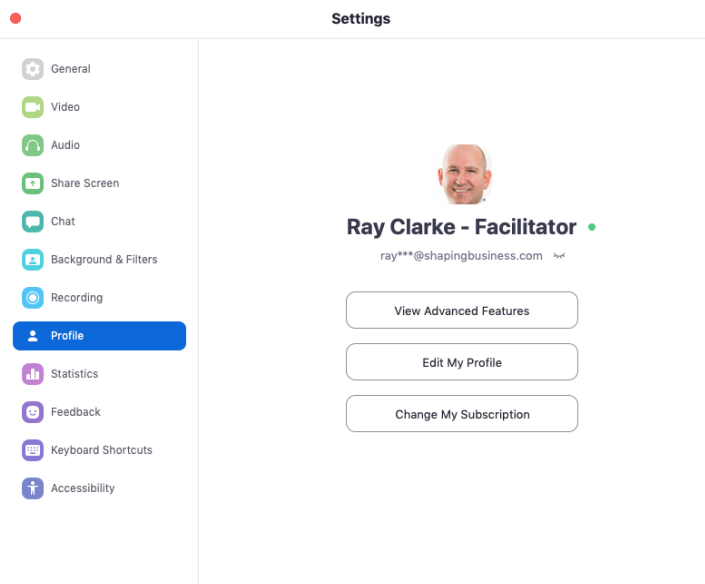 Settings
General
Video
Audio
Share Screen
Chat
Background & Filters
Recording
Profile
Statistics
Feedback
Keyboard Shortcuts
Accessibility
Ray Clarke - Facilitator
ray***@shapingbusiness.com
View Advanced Features
Edit My Profile
Change My Subscription